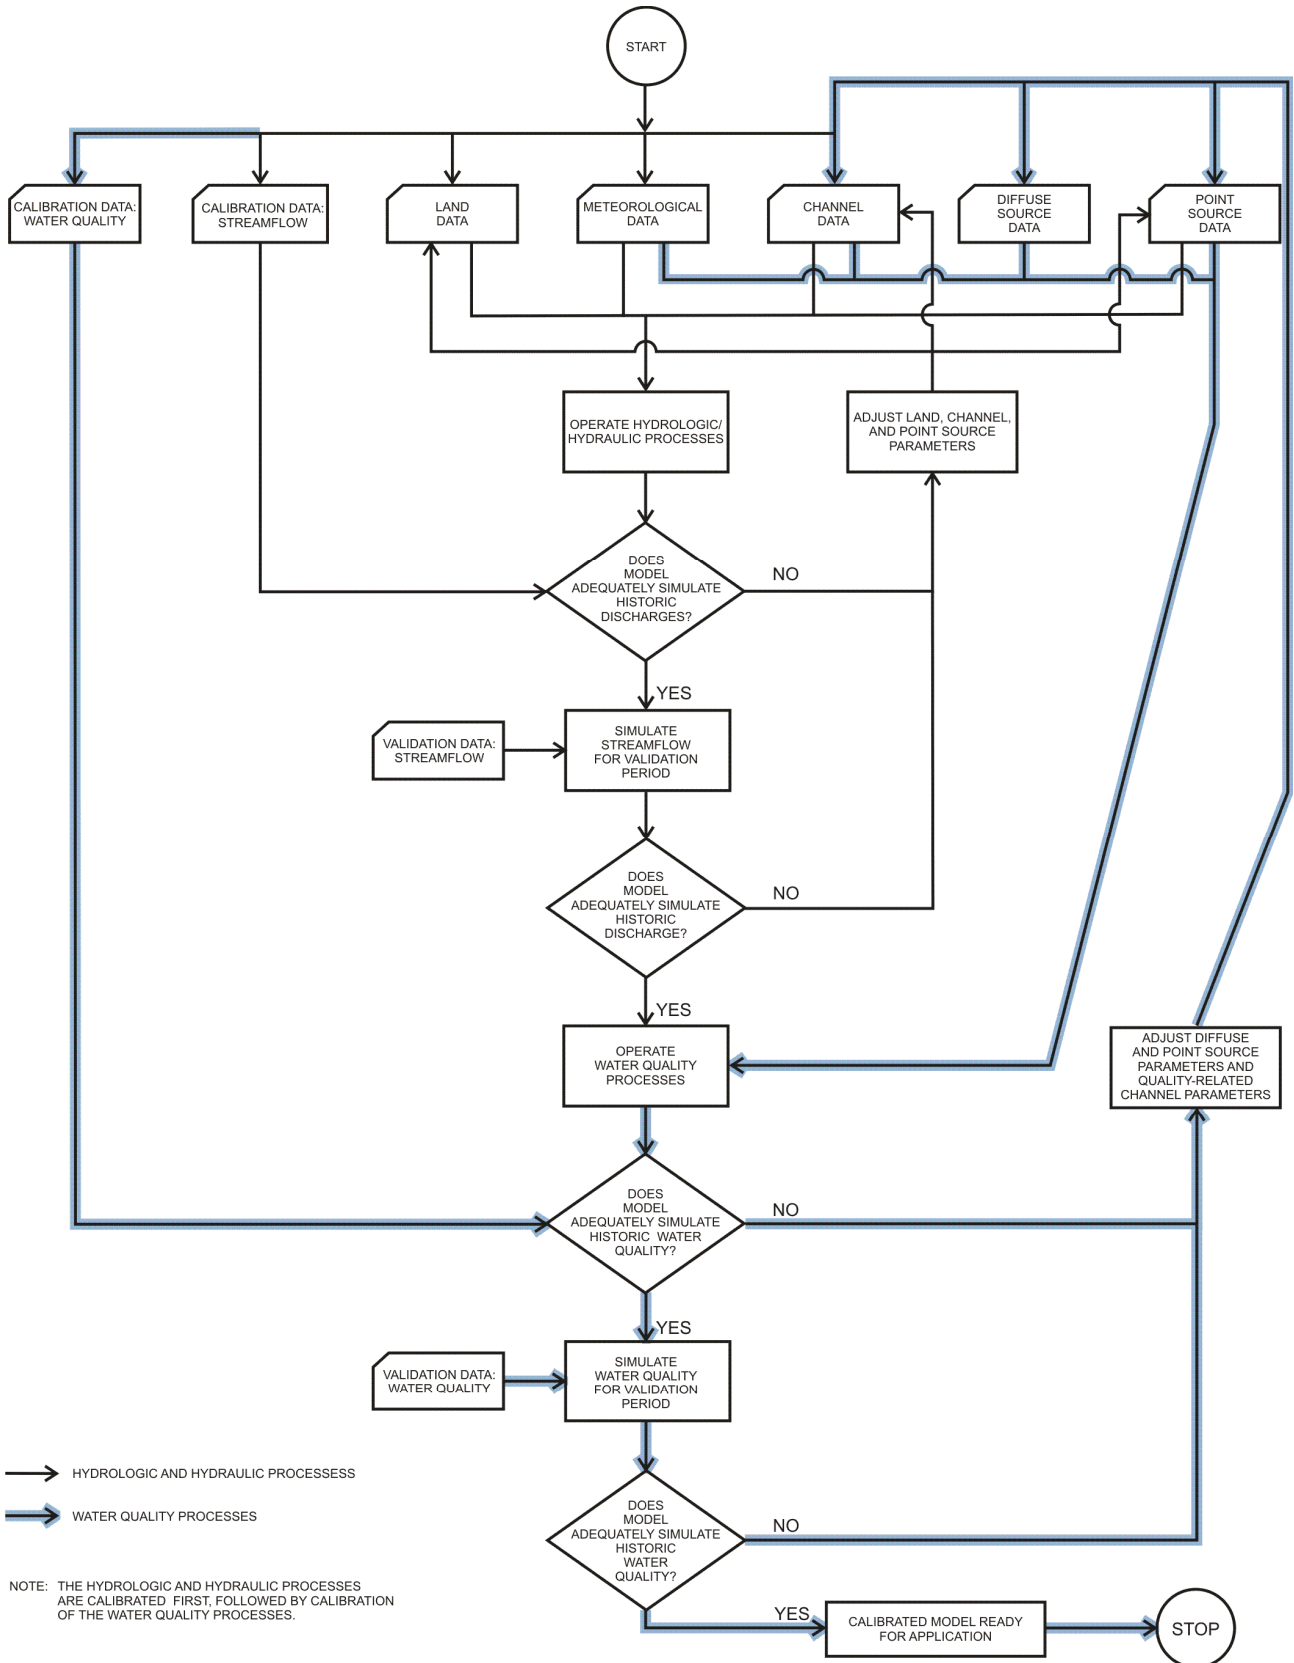 START
CALIBRATION DATA:
WATER QUALITY
CALIBRATION DATA:
STREAMFLOW
LAND
DATA
METEOROLOGICAL
DATA
CHANNEL
DATA
DIFFUSE
SOURCE
DATA
POINT
SOURCE
DATA
OPERATE HYDROLOGIC/
HYDRAULIC PROCESSES
ADJUST LAND, CHANNEL,
AND POINT SOURCE
PARAMETERS
DOES
MODEL
ADEQUATELY SIMULATE
HISTORIC
DISCHARGES?
NO
YES
VALIDATION DATA:
STREAMFLOW
SIMULATE
STREAMFLOW
FOR VALIDATION
PERIOD
DOES
MODEL
ADEQUATELY SIMULATE
HISTORIC
DISCHARGE?
NO
YES
OPERATE
WATER QUALITY
PROCESSES
ADJUST DIFFUSE
AND POINT SOURCE
PARAMETERS AND
QUALITY-RELATED
CHANNEL PARAMETERS
DOES
MODEL
ADEQUATELY SIMULATE
HISTORIC WATER
QUALITY?
NO
YES
VALIDATION DATA:
WATER QUALITY
SIMULATE
WATER QUALITY
FOR VALIDATION
PERIOD
HYDROLOGIC AND HYDRAULIC PROCESSESS
WATER QUALITY PROCESSES
DOES
MODEL
ADEQUATELY SIMULATE
HISTORIC
WATER
QUALITY?
NO
YES
CALIBRATED MODEL READY
FOR APPLICATION
STOP
NOTE: THE HYDROLOGIC AND HYDRAULIC PROCESSES
ARE CALIBRATED FIRST, FOLLOWED BY CALIBRATION
OF THE WATER QUALITY PROCESSES.